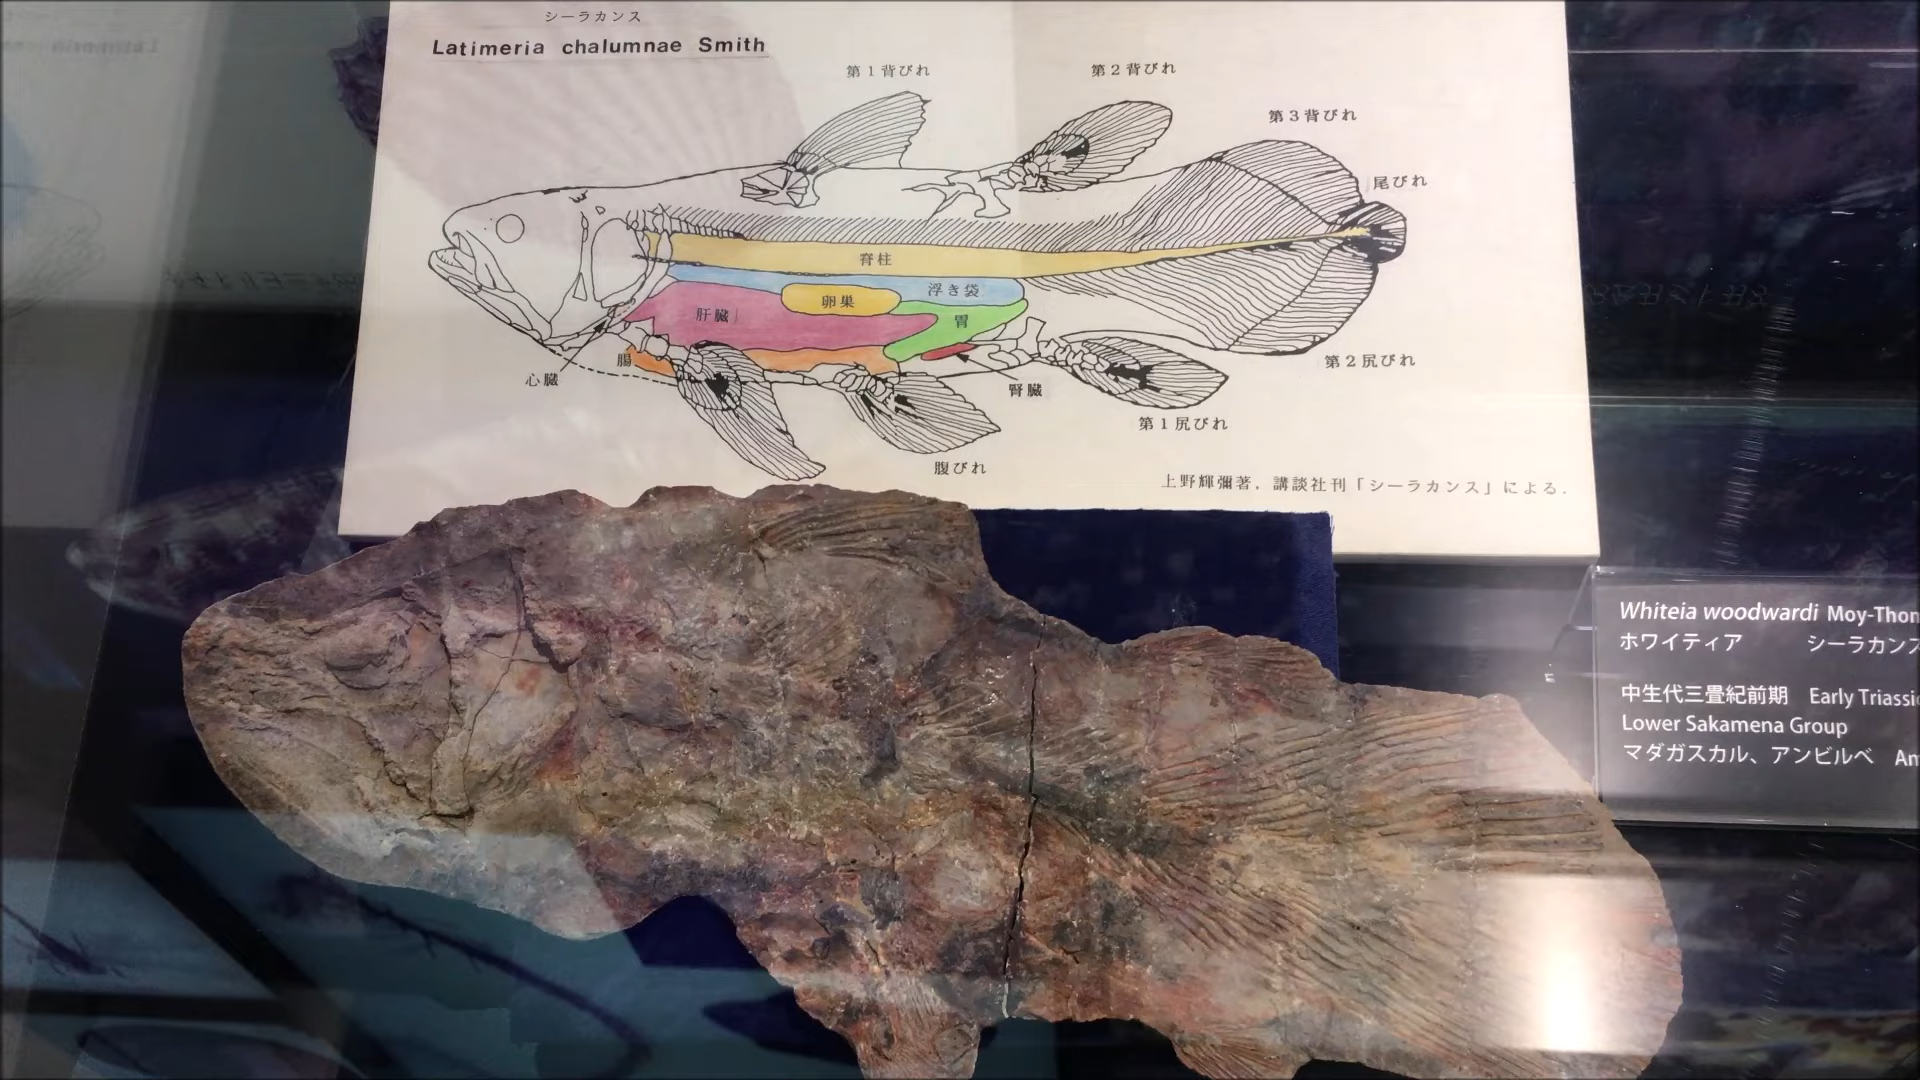 シーラカンス
Latimeria chalumnae Smith
第1背びれ
第2背びれ
第3背びれ
尾びれ
脊柱
浮き袋
卵巣
肝臓
胃
腸
心臓
腎臓
第2尻びれ
第1尻びれ
腹びれ
上野輝彌著，講談社刊「シーラカンス」による．
Whiteia woodwardi Moy-Thon
ホワイティア シーラカンス
中生代三畳紀前期 Early Triassic
Lower Sakamena Group
マダガスカル、アンビルベ